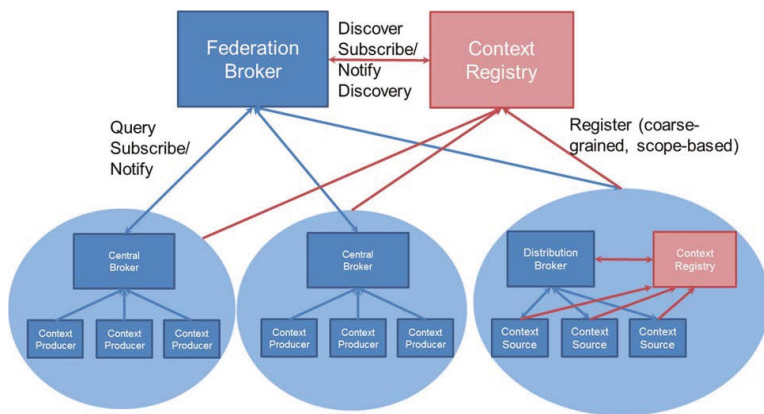 Federation
Broker
Discover
Subscribe/
Notify
Discovery
Context
Registry
Query
Subscribe/
Notify
Register (coarse-
grained, scope-based)
Central
Broker
Context
Producer
Context
Producer
Context
Producer
Central
Broker
Context
Producer
Context
Producer
Context
Producer
Distribution
Broker
Context
Registry
Context
Source
Context
Source
Context
Source